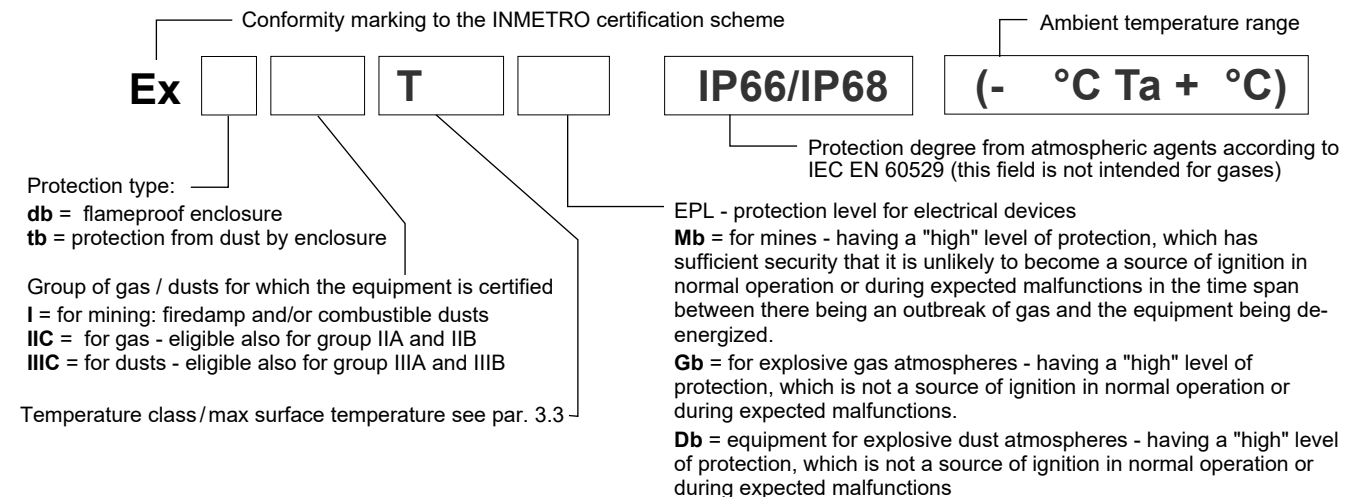 Conformity marking to the INMETRO certification scheme
Ambient temperature range
Ex T IP66/IP68 (- °C Ta + °C)
Protection degree from atmospheric agents according to
IEC EN 60529 (this field is not intended for gases)
Protection type:
db = flameproof enclosure
tb = protection from dust by enclosure
Group of gas / dusts for which the equipment is certified
I = for mining: firedamp and/or combustible dusts
IIC = for gas - eligible also for group IIA and IIB
IIIC = for dusts - eligible also for group IIIA and IIIB
Temperature class/max surface temperature see par. 3.3
EPL - protection level for electrical devices
Mb = for mines - having a "high" level of protection, which has
sufficient security that it is unlikely to become a source of ignition in
normal operation or during expected malfunctions in the time span
between there being an outbreak of gas and the equipment being de-
energized.
Gb = for explosive gas atmospheres - having a "high" level of
protection, which is not a source of ignition in normal operation or
during expected malfunctions.
Db = equipment for explosive dust atmospheres - having a "high" level
of protection, which is not a source of ignition in normal operation or
during expected malfunctions